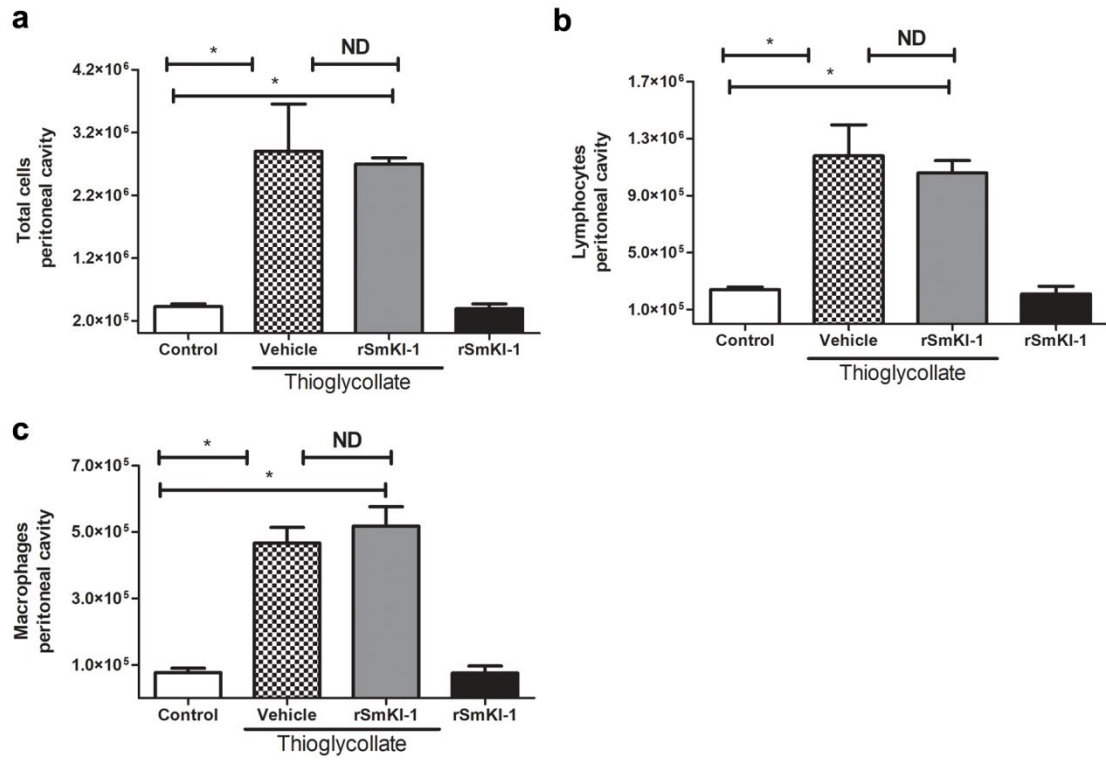 a
* ND
*
4.2×10⁶
3.2×10⁶
2.2×10⁶
1.2×10⁶
2.0×10⁵
Total cells
peritoneal cavity
Control Vehicle rSmKI-1 rSmKI-1
Thioglycollate
b
* ND
*
1.7×10⁶
1.3×10⁶
9.0×10⁵
5.0×10⁵
1.0×10⁵
Lymphocytes
peritoneal cavity
Control Vehicle rSmKI-1 rSmKI-1
Thioglycollate
c
* ND
*
7.0×10⁵
5.0×10⁵
3.0×10⁵
1.0×10⁵
Macrophages
peritoneal cavity
Control Vehicle rSmKI-1 rSmKI-1
Thioglycollate